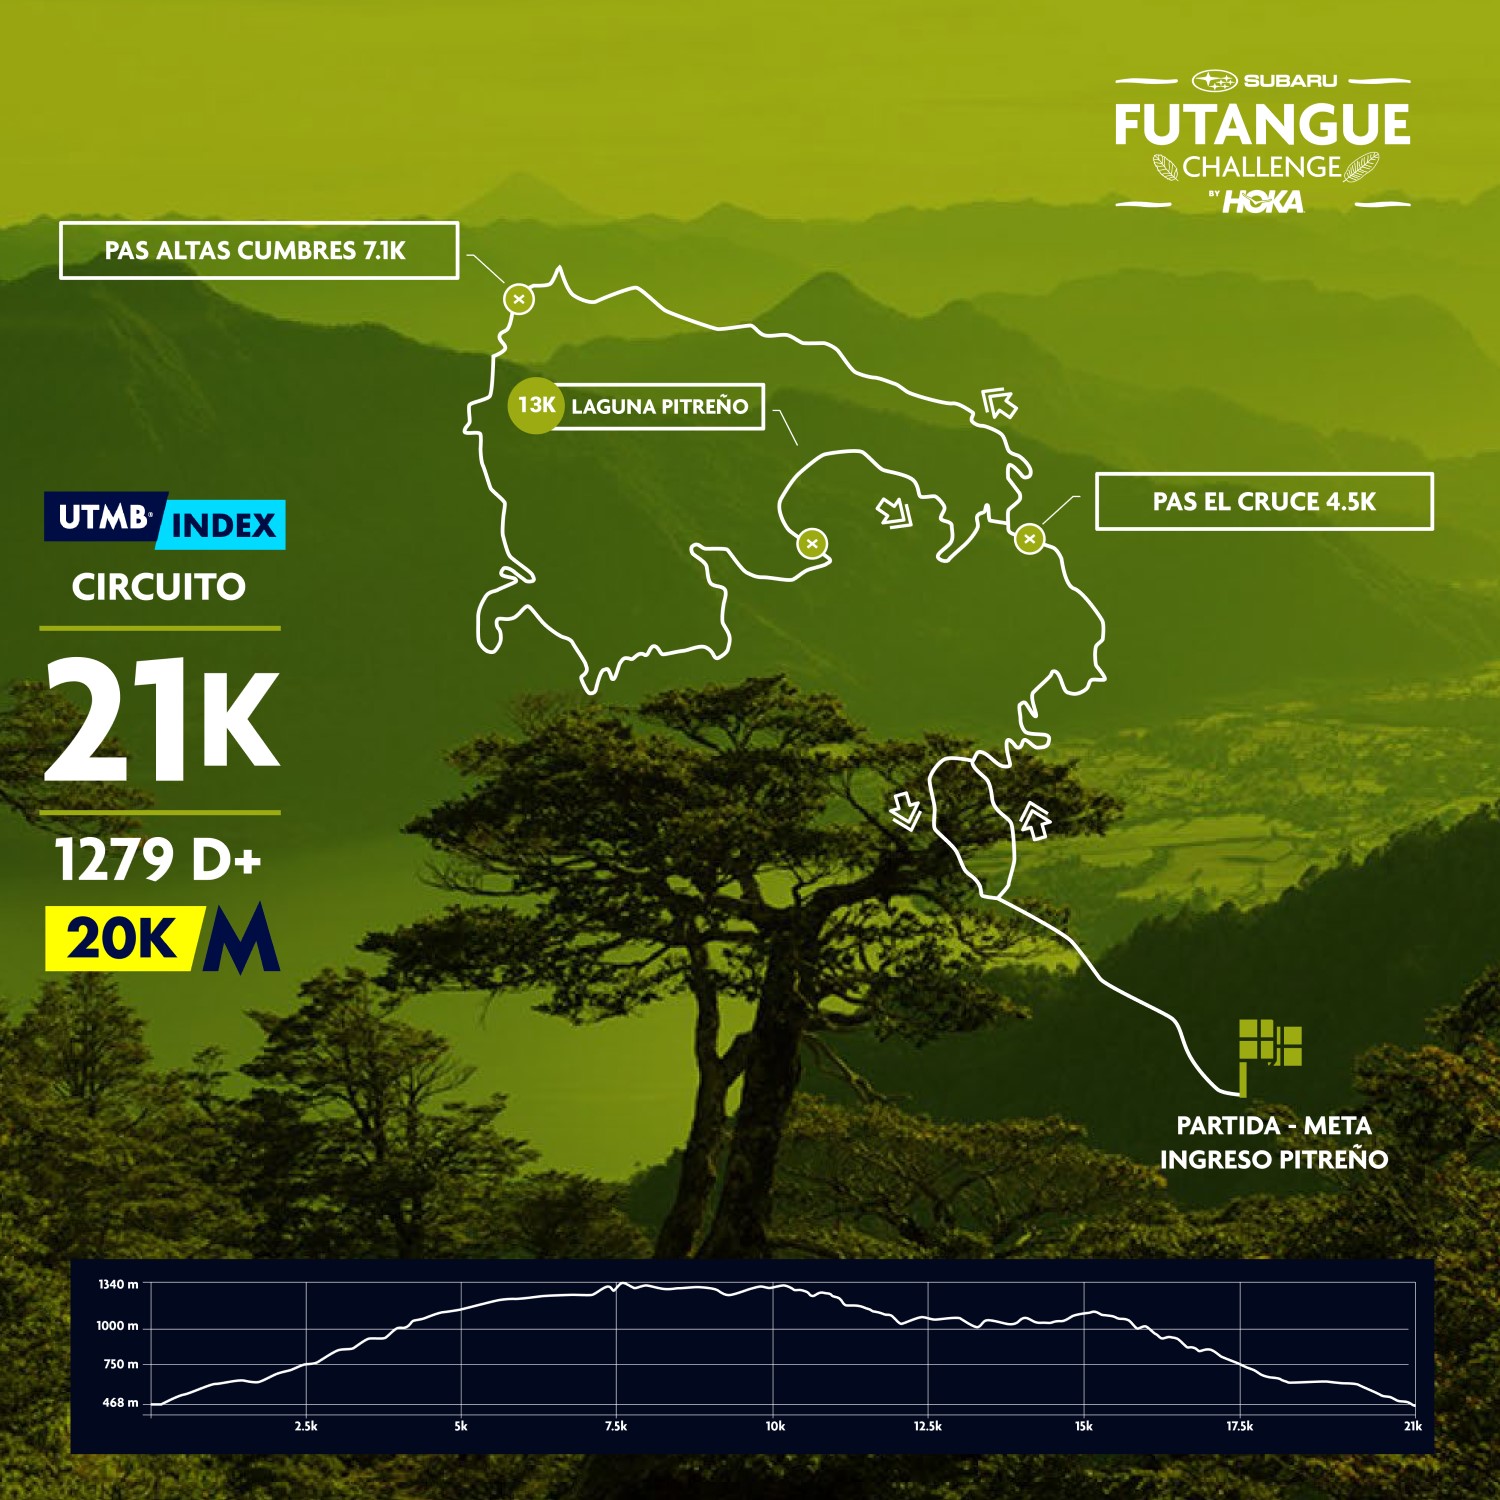 SUBARU
FUTANGUE
CHALLENGE
BY HOKA
PAS ALTAS CUMBRES 7.1K
13K LAGUNA PITREÑO
PAS EL CRUCE 4.5K
UTMB® INDEX
CIRCUITO
21K
1279 D+
20K M
PARTIDA - META
INGRESO PITREÑO
1340 m
1000 m
750 m
468 m
2.5k 5k 7.5k 10k 12.5k 15k 17.5k 21k